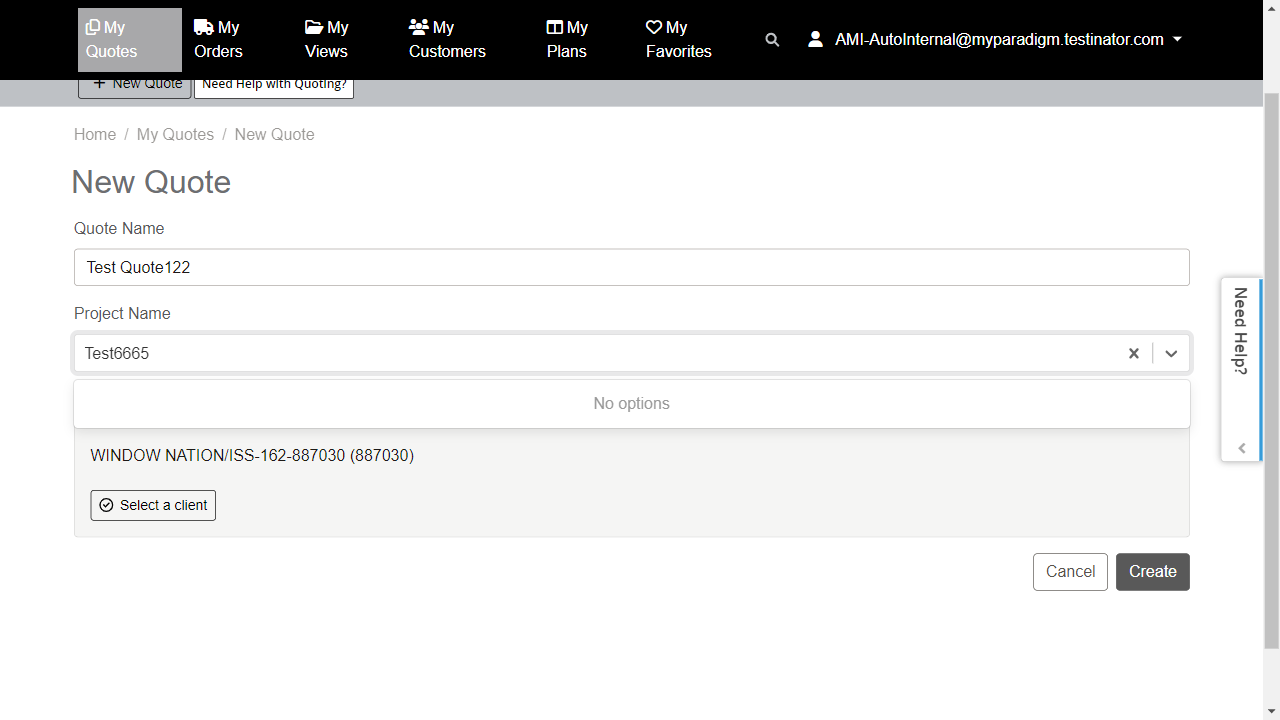 My Quotes
My Orders
My Views
My Customers
My Plans
My Favorites
AMI-AutoInternal@myparadigm.testinator.com
New Quote
Need Help with Quoting?
Home / My Quotes / New Quote
New Quote
Quote Name
Test Quote122
Project Name
Test6665
No options
WINDOW NATION/ISS-162-887030 (887030)
Select a client
Cancel
Create
Need Help?